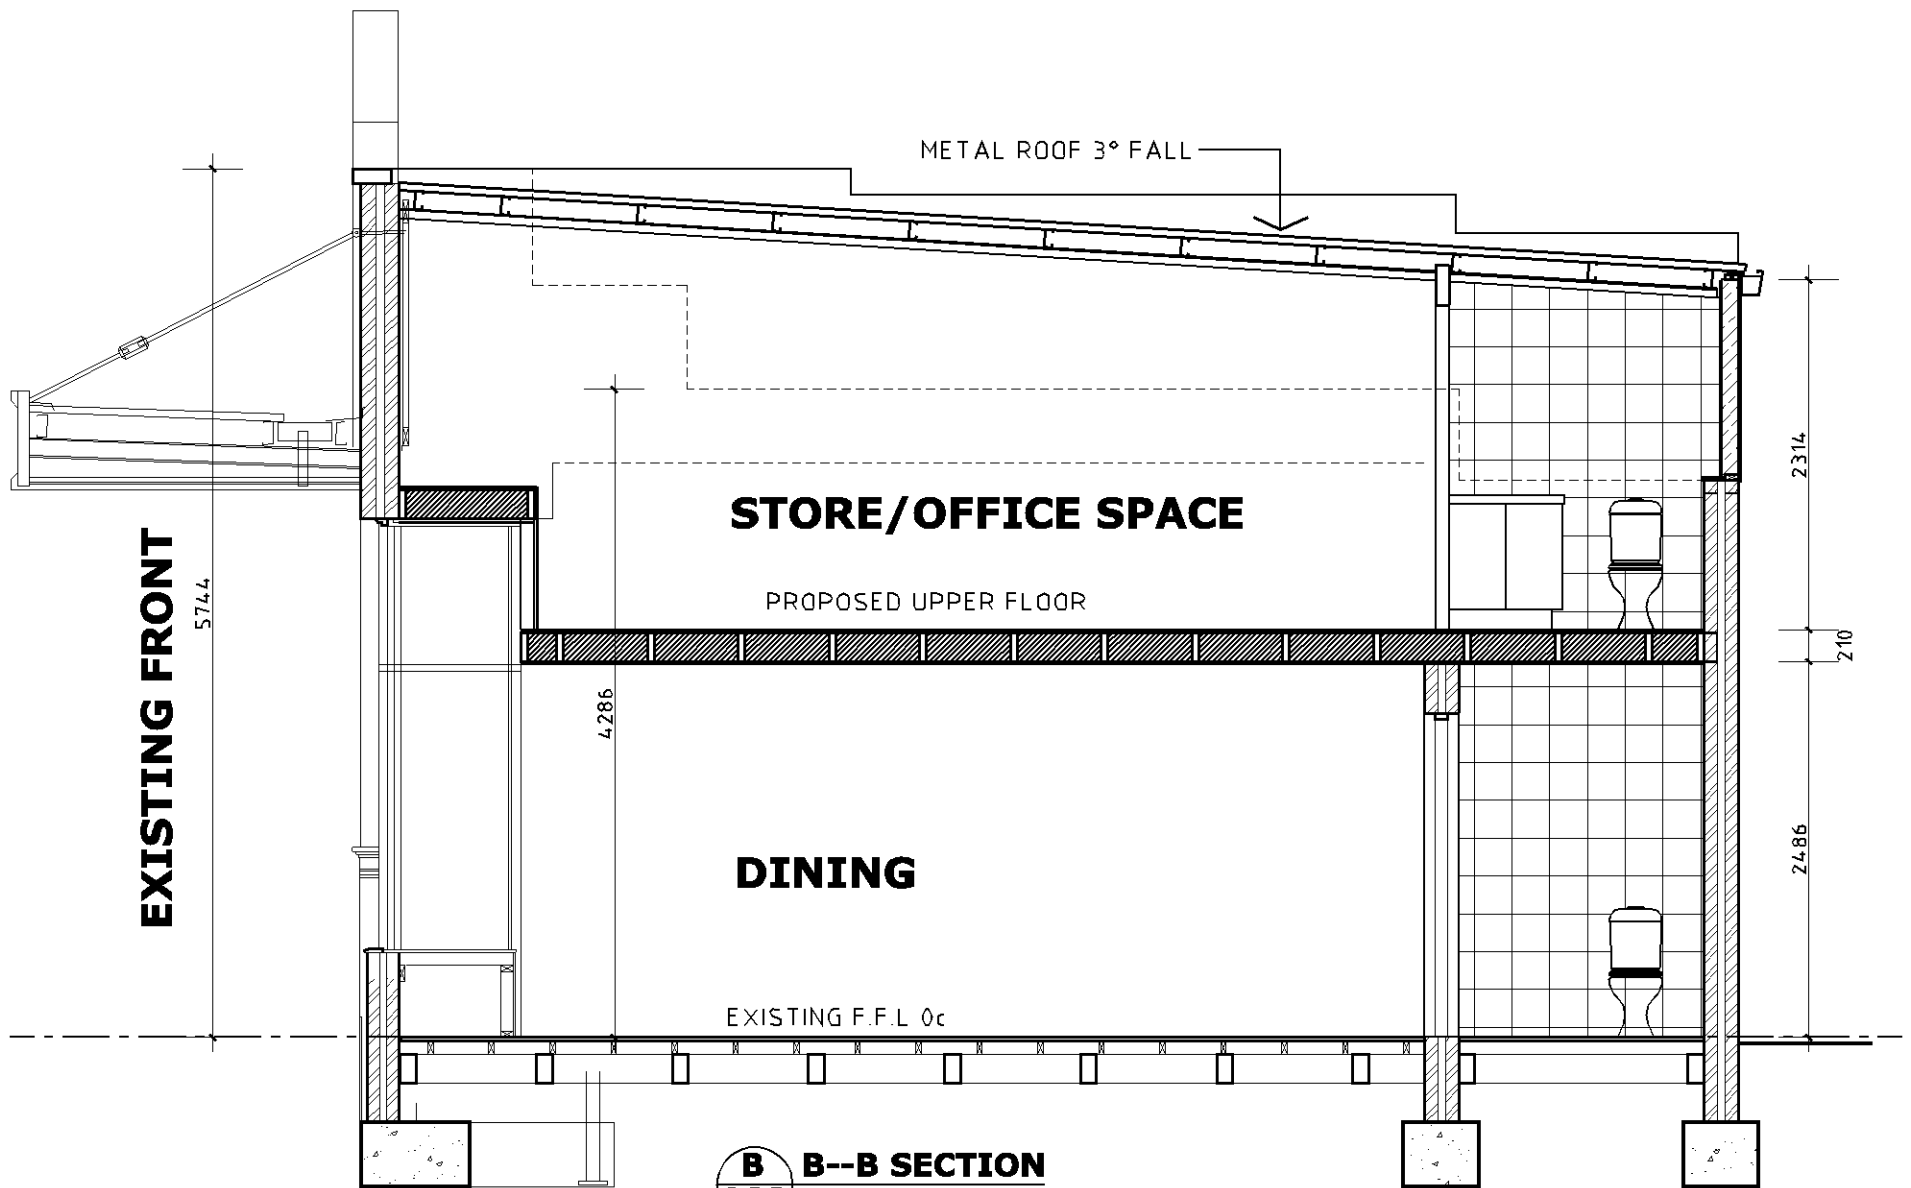 METAL ROOF 3° FALL
STORE/OFFICE SPACE
PROPOSED UPPER FLOOR
EXISTING FRONT
5744
4286
2314
210
2486
DINING
EXISTING F.F.L 0c
B
B--B SECTION